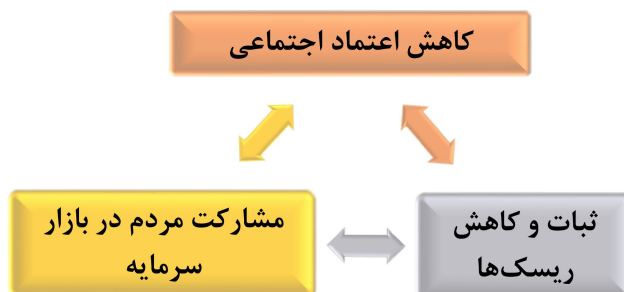 کاهش اعتماد اجتماعی
مشارکت مردم در بازار
سرمایه
ثبات و کاهش
ریسک‌ها